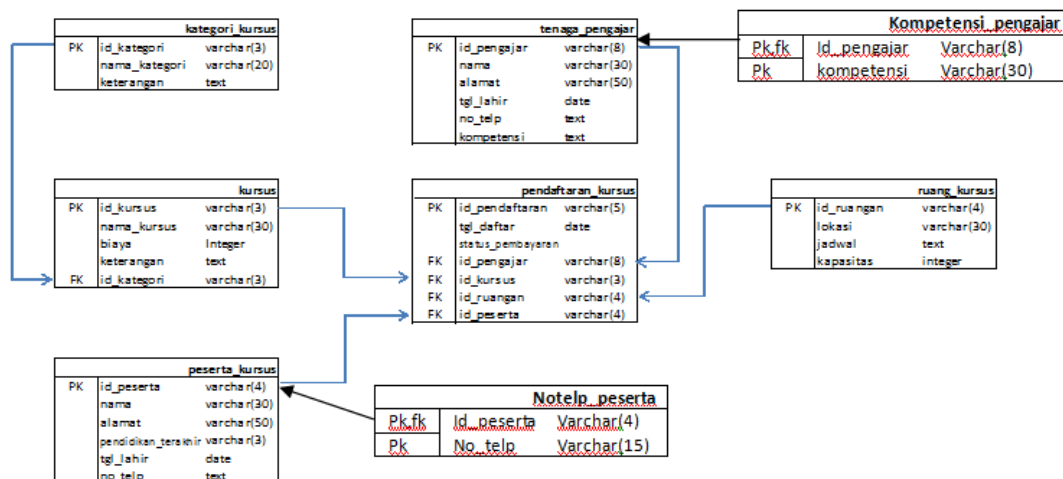 kategori_kursus
PK id_kategori varchar(3)
nama_kategori varchar(20)
keterangan text
tenaga_pengajar
PK id_pengajar varchar(8)
nama varchar(30)
alamat varchar(50)
tgl_lahir date
no_telp text
kompetensi text
Kompetensi_pengajar
Pk,fk Id_pengajar Varchar(8)
Pk kompetensi Varchar(30)
kursus
PK id_kursus varchar(3)
nama_kursus varchar(30)
biaya Integer
keterangan text
FK id_kategori varchar(3)
pendaftaran_kursus
PK id_pendaftaran varchar(5)
tgl_daftar date
status_pembayaran
FK id_pengajar varchar(8)
FK id_kursus varchar(3)
FK id_ruangan varchar(4)
FK id_peserta varchar(4)
ruang_kursus
PK id_ruangan varchar(4)
lokasi varchar(30)
jadwal text
kapasitas integer
peserta_kursus
PK id_peserta varchar(4)
nama varchar(30)
alamat varchar(50)
pendidikan_terakhir varchar(3)
tgl_lahir date
no_telp text
Notelp_peserta
Pk,fk Id_peserta Varchar(4)
Pk No_telp Varchar(15)